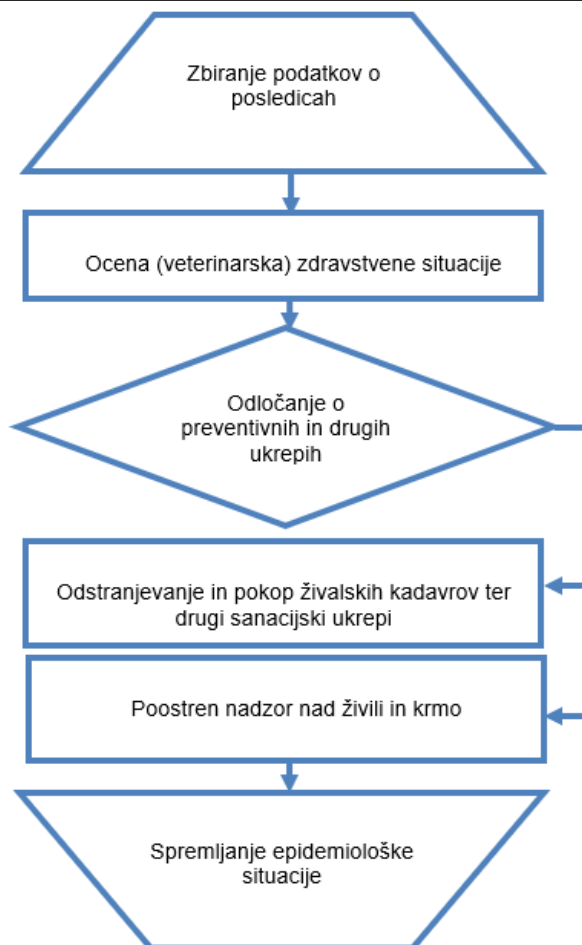 Zbiranje podatkov o
posledicah
Ocena (veterinarska) zdravstvene situacije
Odločanje o
preventivnih in drugih
ukrepih
Odstranjevanje in pokop živalskih kadavrov ter
drugi sanacijski ukrepi
Poostren nadzor nad živili in krmo
Spremljanje epidemiološke
situacije